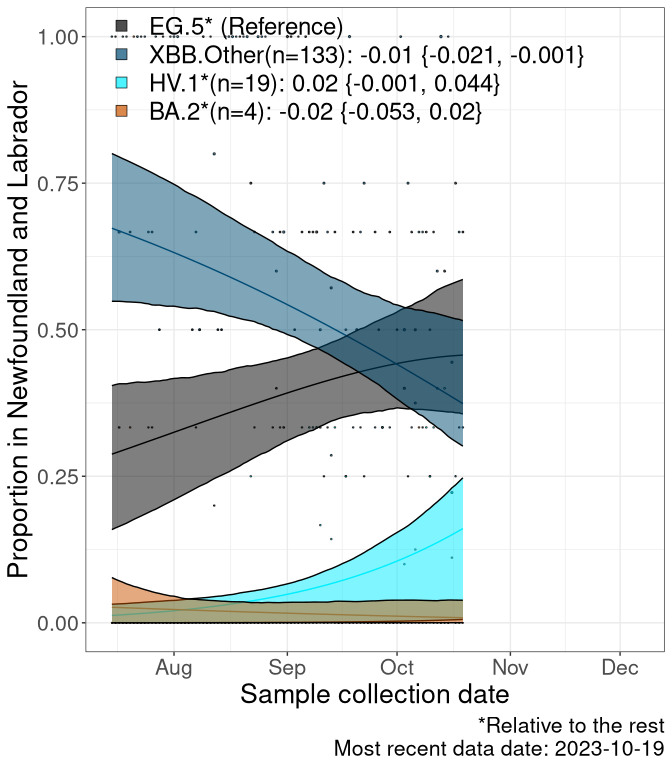 EG.5* (Reference)
XBB.Other(n=133): -0.01 {-0.021, -0.001}
HV.1*(n=19): 0.02 {-0.001, 0.044}
BA.2*(n=4): -0.02 {-0.053, 0.02}
Proportion in Newfoundland and Labrador
1.00
0.75
0.50
0.25
0.00
Aug Sep Oct Nov Dec
Sample collection date
*Relative to the rest
Most recent data date: 2023-10-19